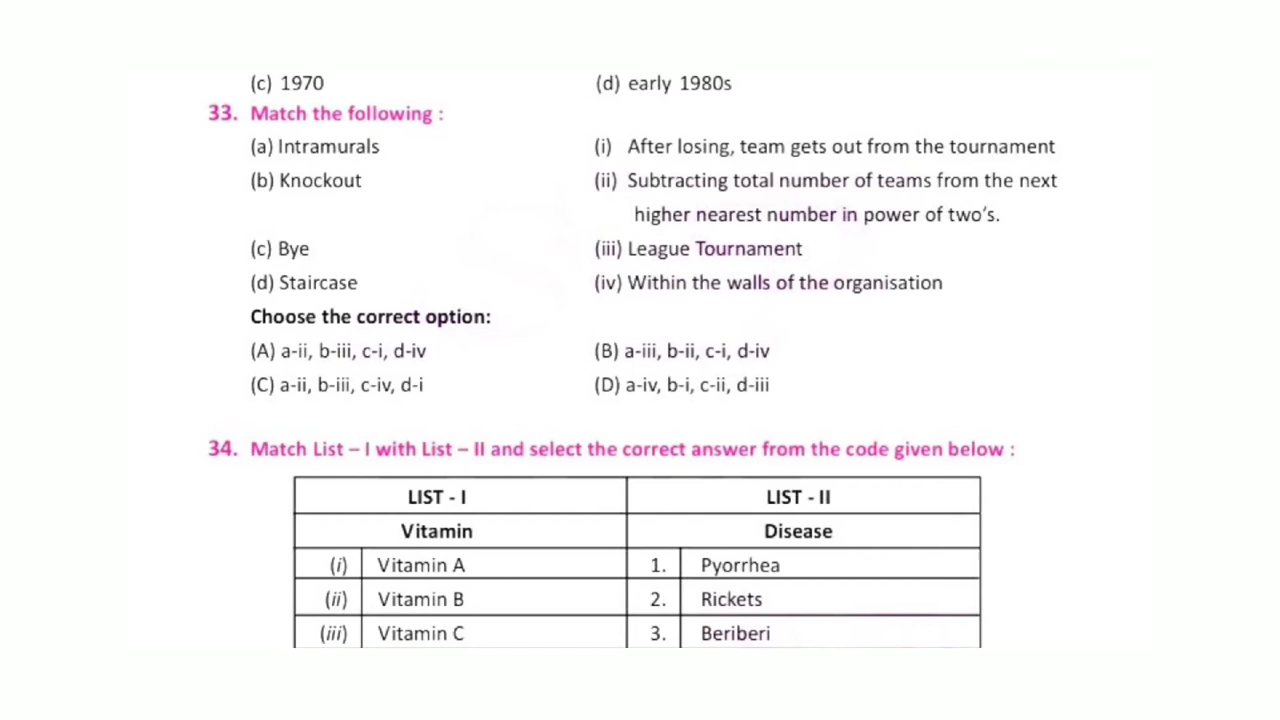 (c) 1970 (d) early 1980s
33. Match the following :
(a) Intramurals (i) After losing, team gets out from the tournament
(b) Knockout (ii) Subtracting total number of teams from the next
higher nearest number in power of two's.
(c) Bye (iii) League Tournament
(d) Staircase (iv) Within the walls of the organisation
Choose the correct option:
(A) a-ii, b-iii, c-i, d-iv (B) a-iii, b-ii, c-i, d-iv
(C) a-ii, b-iii, c-iv, d-i (D) a-iv, b-i, c-ii, d-iii
34. Match List – I with List – II and select the correct answer from the code given below :
LIST - I LIST - II
Vitamin Disease
(i) Vitamin A 1. Pyorrhea
(ii) Vitamin B 2. Rickets
(iii) Vitamin C 3. Beriberi